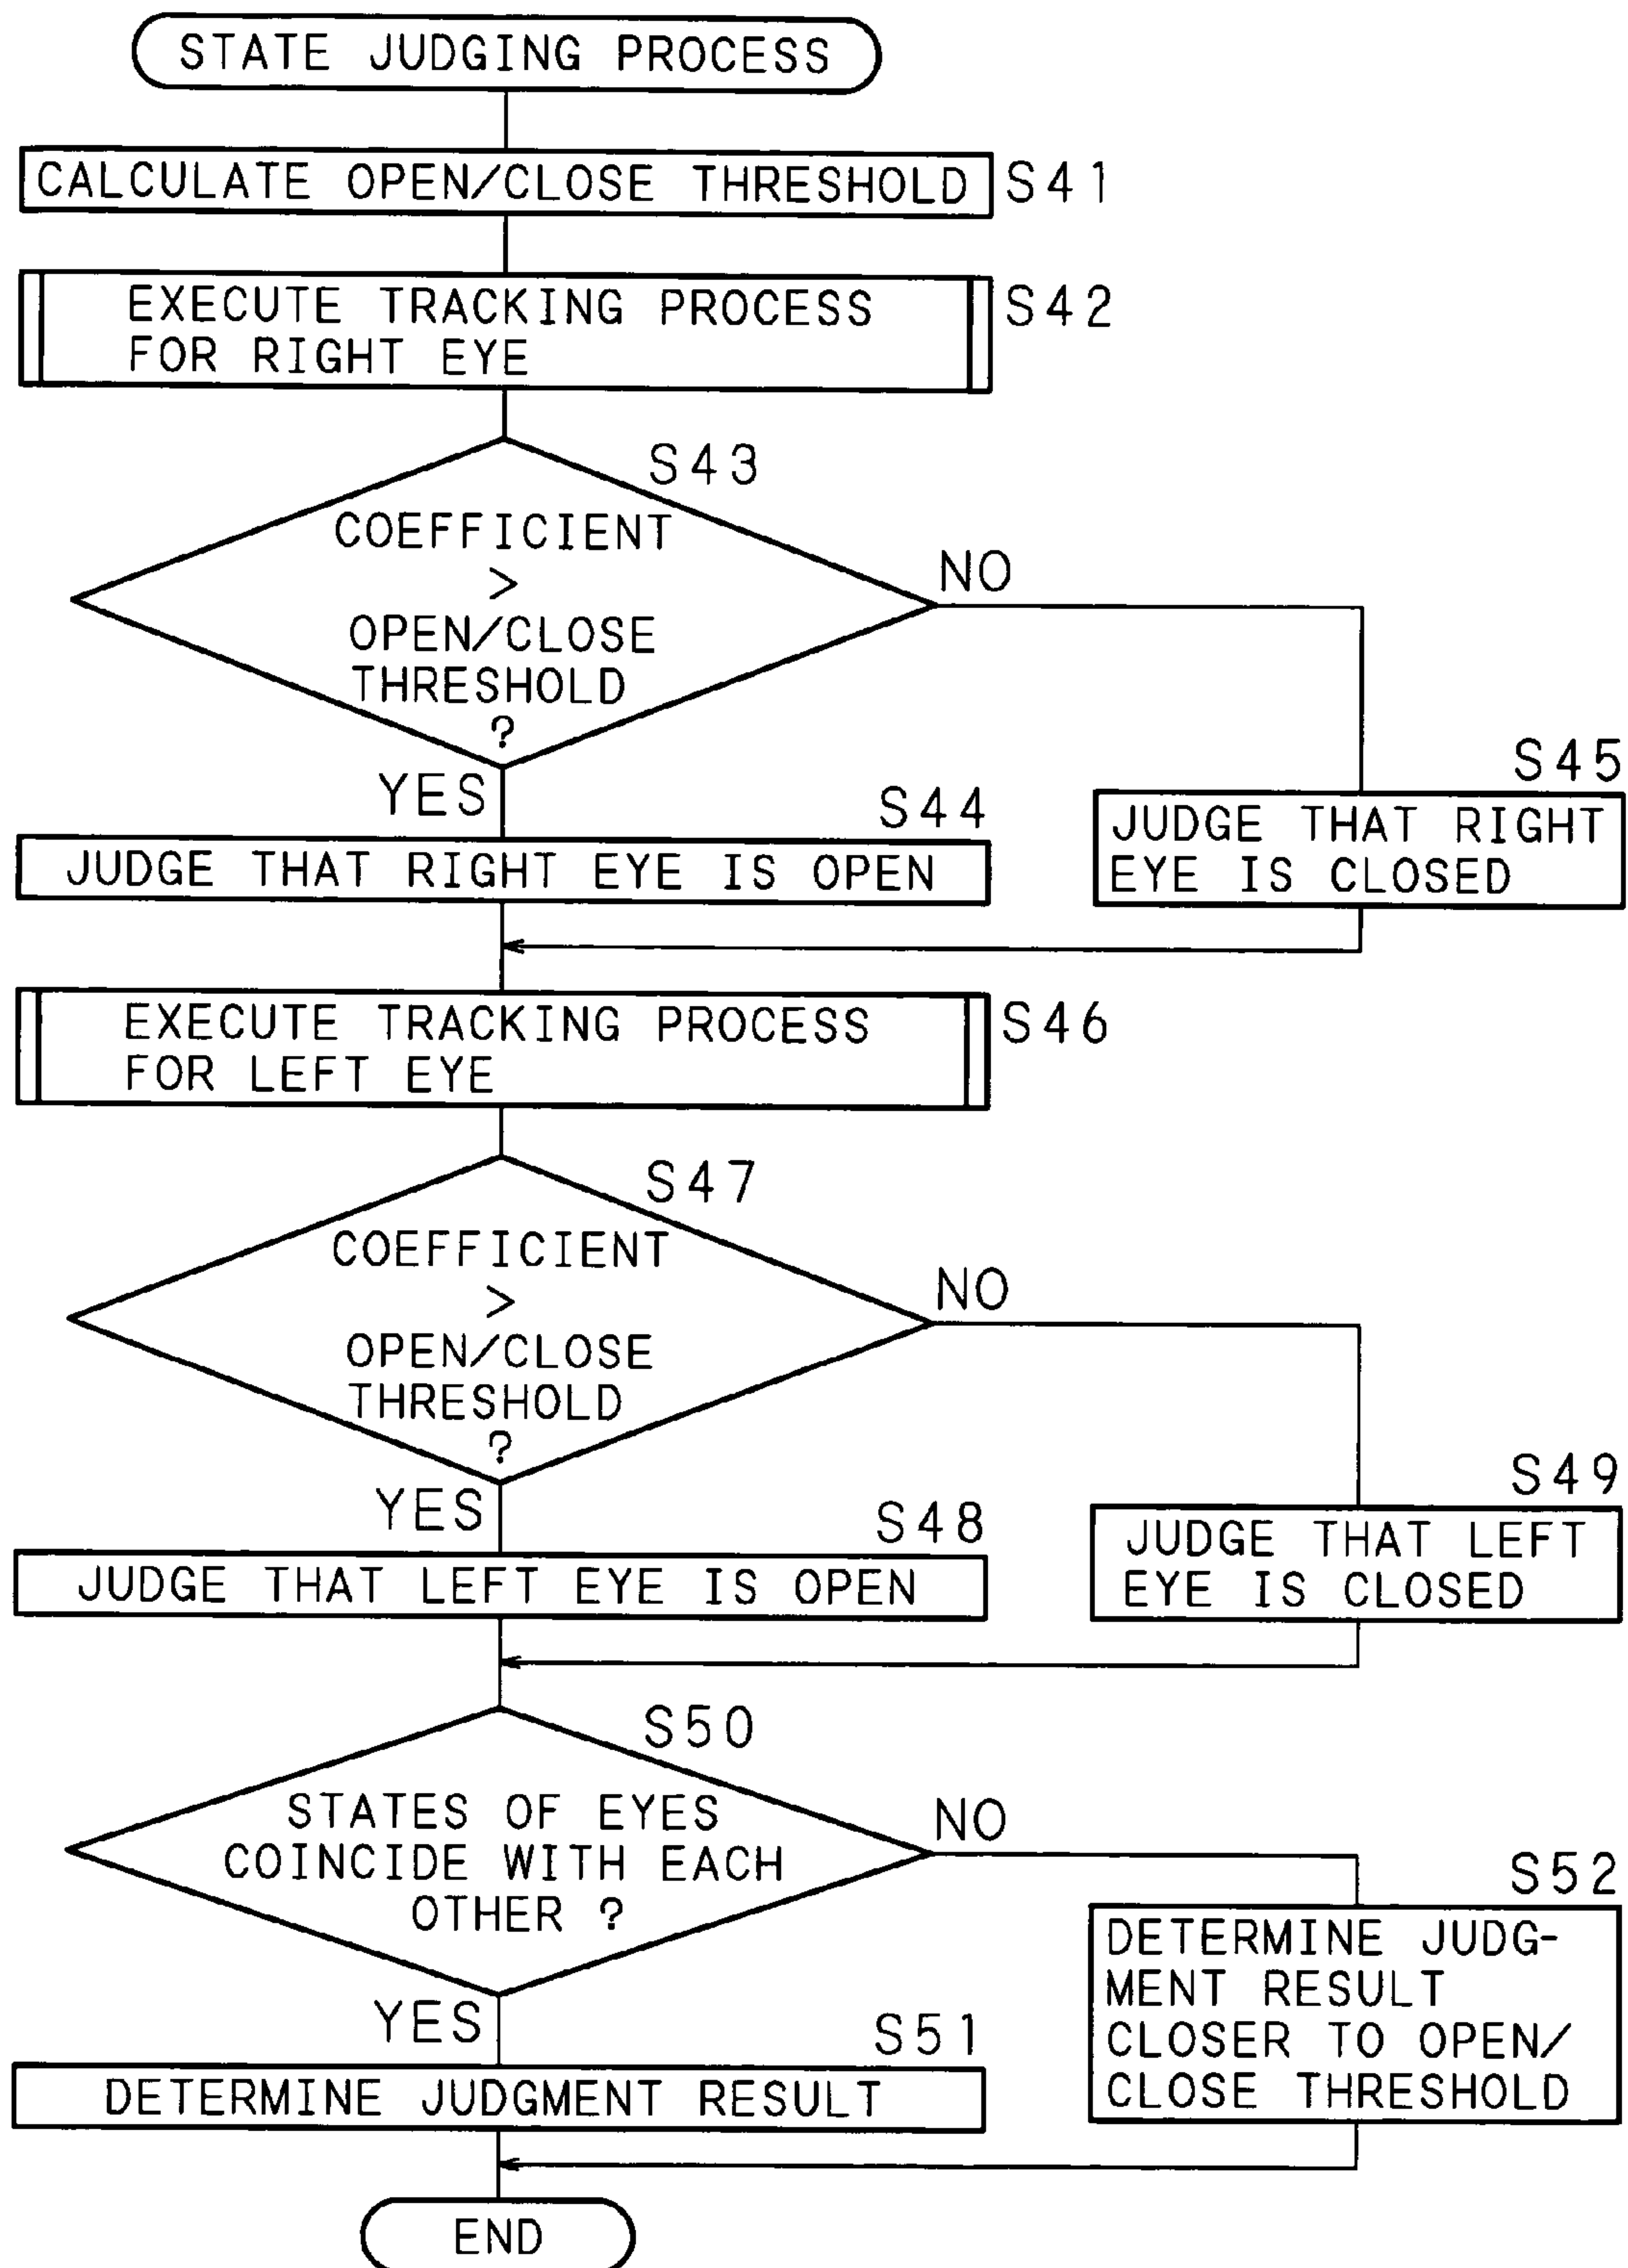 STATE JUDGING PROCESS
CALCULATE OPEN/CLOSE THRESHOLD
S41
EXECUTE TRACKING PROCESS
FOR RIGHT EYE
S42
S43
COEFFICIENT
>
OPEN/CLOSE
THRESHOLD
?
NO
YES
S44
JUDGE THAT RIGHT EYE IS OPEN
S45
JUDGE THAT RIGHT
EYE IS CLOSED
EXECUTE TRACKING PROCESS
FOR LEFT EYE
S46
S47
COEFFICIENT
>
OPEN/CLOSE
THRESHOLD
?
NO
YES
S48
JUDGE THAT LEFT EYE IS OPEN
S49
JUDGE THAT LEFT
EYE IS CLOSED
S50
STATES OF EYES
COINCIDE WITH EACH
OTHER ?
NO
YES
S51
DETERMINE JUDGMENT RESULT
S52
DETERMINE JUDG-
MENT RESULT
CLOSER TO OPEN/
CLOSE THRESHOLD
END